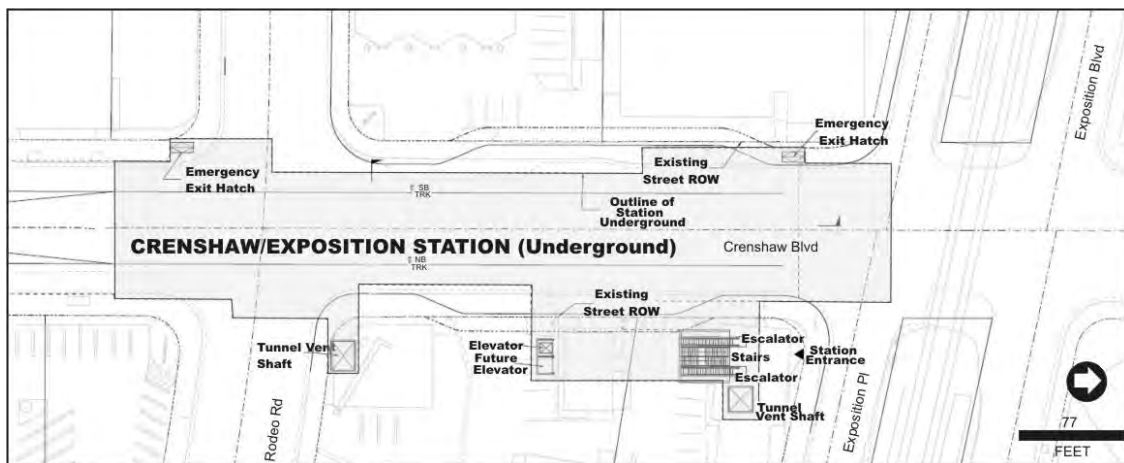 Exposition Blvd
Emergency
Exit Hatch
Existing
Street ROW
Emergency
Exit Hatch
SB
TRK
Outline of
Station
Underground
CRENSHAW/EXPOSITION STATION (Underground)
Crenshaw Blvd
NB
TRK
Existing
Street ROW
Tunnel Vent
Shaft
Elevator
Future
Elevator
Escalator
Stairs
Escalator
Station
Entrance
Tunnel
Vent Shaft
Rodeo Rd
Exposition Pl
77
FEET